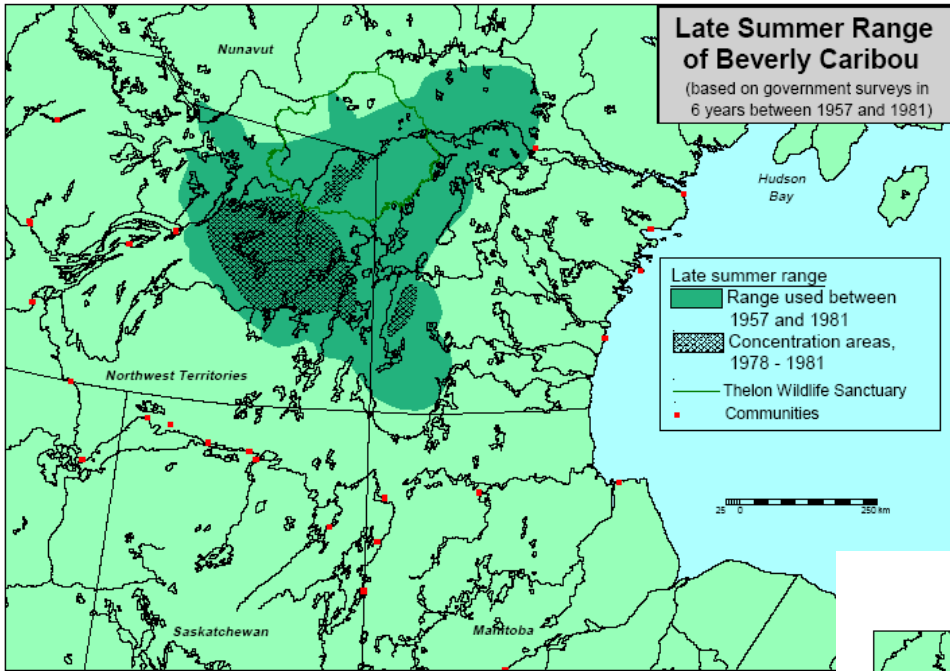 Late Summer Range
of Beverly Caribou
(based on government surveys in
6 years between 1957 and 1981)
Nunavut
Hudson
Bay
Late summer range
Range used between
1957 and 1981
Concentration areas,
1978 - 1981
Thelon Wildlife Sanctuary
Communities
Northwest Territories
25 0 250 km
Saskatchewan
Manitoba